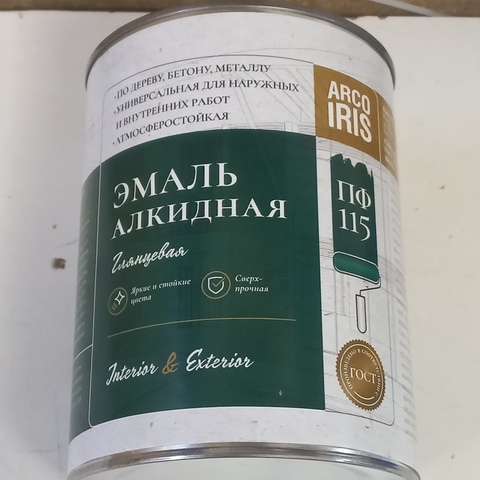 ·ПО ДЕРЕВУ, БЕТОНУ, МЕТАЛЛУ
·УНИВЕРСАЛЬНАЯ ДЛЯ НАРУЖНЫХ
И ВНУТРЕННИХ РАБОТ
·АТМОСФЕРОСТОЙКАЯ
ARCO
IRIS
ЭМАЛЬ
АЛКИДНАЯ
Глянцевая
ПФ
115
Яркие и стойкие
цвета
Сверх-
прочная
Interior & Exterior
ГОСТ